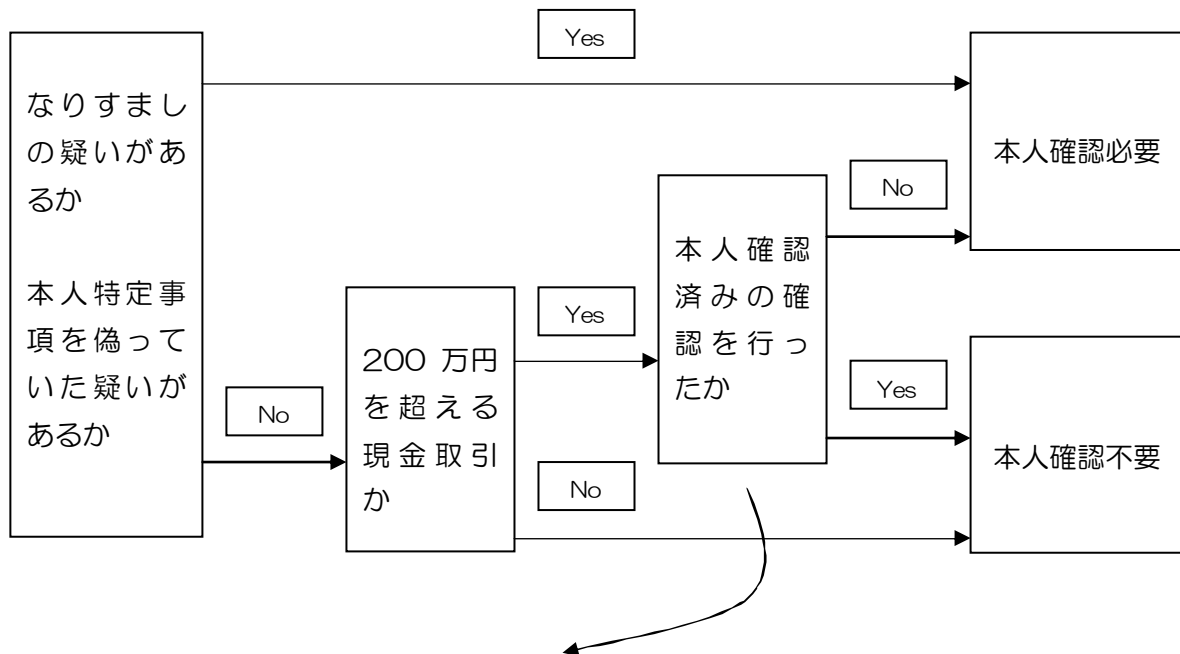 なりすまし
の疑いがあ
るか
本人特定事
項を偽って
いた疑いが
あるか
Yes
No
200 万円
を超える
現金取引
か
Yes
No
本人確認
済みの確
認を行っ
たか
No
Yes
本人確認必要
本人確認不要